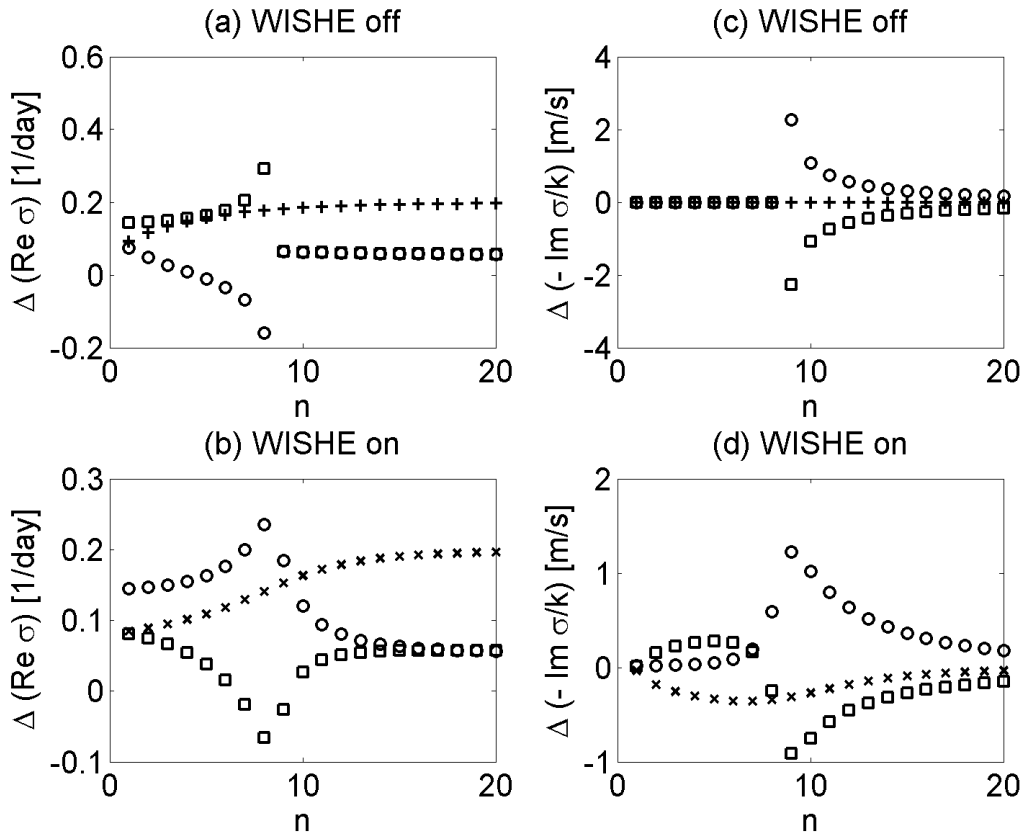 (a) WISHE off
Δ (Re σ) [1/day]
0.6
0.4
0.2
0
-0.2
0
10
20
n
(c) WISHE off
Δ (- Im σ/k) [m/s]
4
2
0
-2
-4
0
10
20
n
(b) WISHE on
Δ (Re σ) [1/day]
0.3
0.2
0.1
0
-0.1
0
10
20
n
(d) WISHE on
Δ (- Im σ/k) [m/s]
2
1
0
-1
0
10
20
n